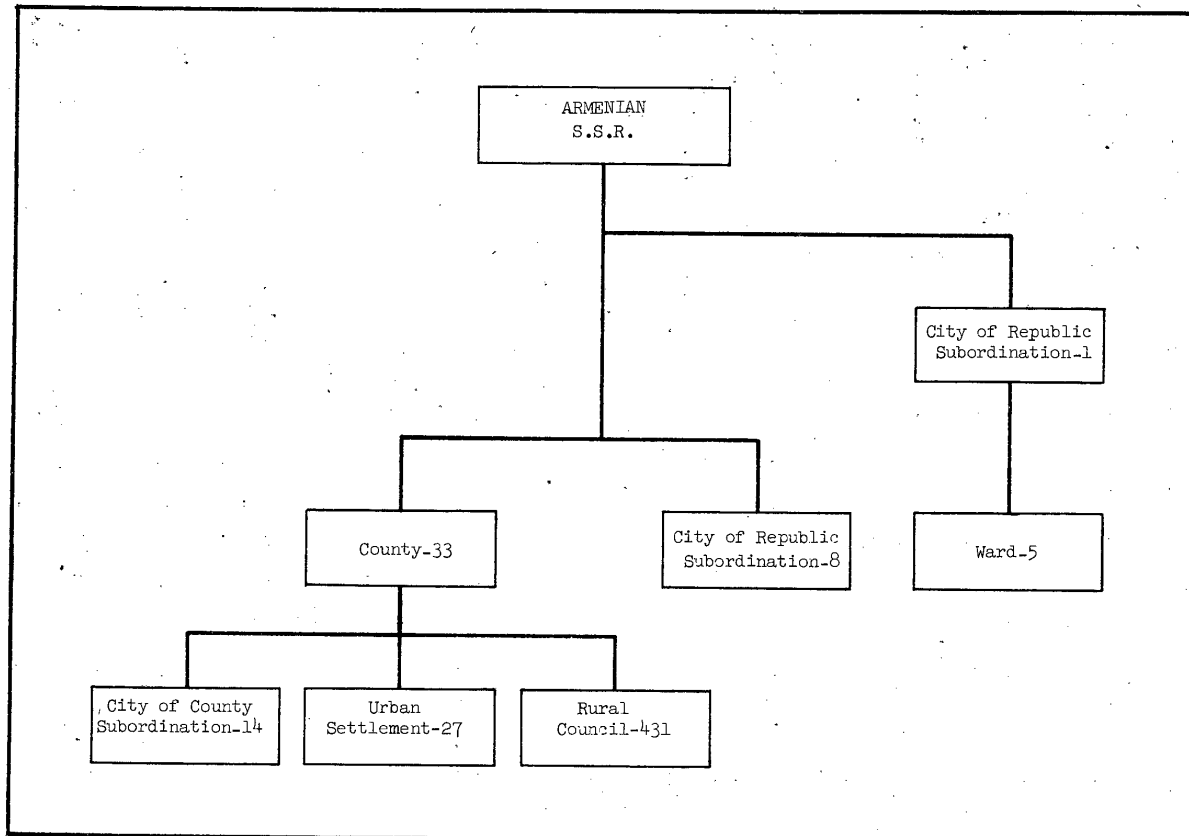 ARMENIAN
S.S.R.
City of Republic
Subordination-1
County-33
City of Republic
Subordination-8
Ward-5
City of County
Subordination-14
Urban
Settlement-27
Rural
Council-431